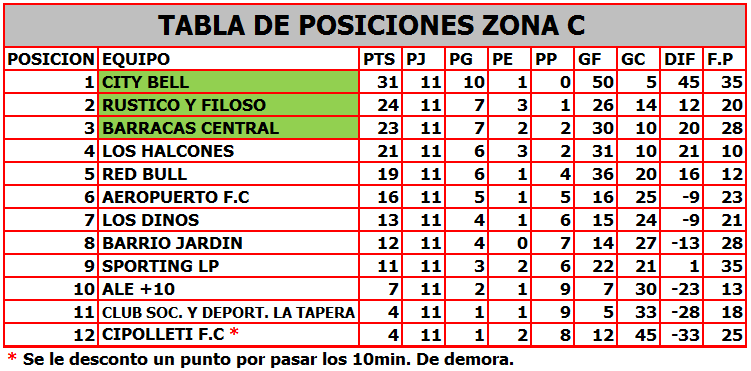 TABLA DE POSICIONES ZONA C
POSICION EQUIPO PTS PJ PG PE PP GF GC DIF F.P
1 CITY BELL 31 11 10 1 0 50 5 45 35
2 RUSTICO Y FILOSO 24 11 7 3 1 26 14 12 20
3 BARRACAS CENTRAL 23 11 7 2 2 30 10 20 28
4 LOS HALCONES 21 11 6 3 2 31 10 21 10
5 RED BULL 19 11 6 1 4 36 20 16 12
6 AEROPUERTO F.C 16 11 5 1 5 16 25 -9 23
7 LOS DINOS 13 11 4 1 6 15 24 -9 21
8 BARRIO JARDIN 12 11 4 0 7 14 27 -13 28
9 SPORTING LP 11 11 3 2 6 22 21 1 35
10 ALE +10 7 11 2 1 9 7 30 -23 13
11 CLUB SOC. Y DEPORT. LA TAPERA 4 11 1 1 9 5 33 -28 18
12 CIPOLLETI F.C * 4 11 1 2 8 12 45 -33 25
* Se le desconto un punto por pasar los 10min. De demora.